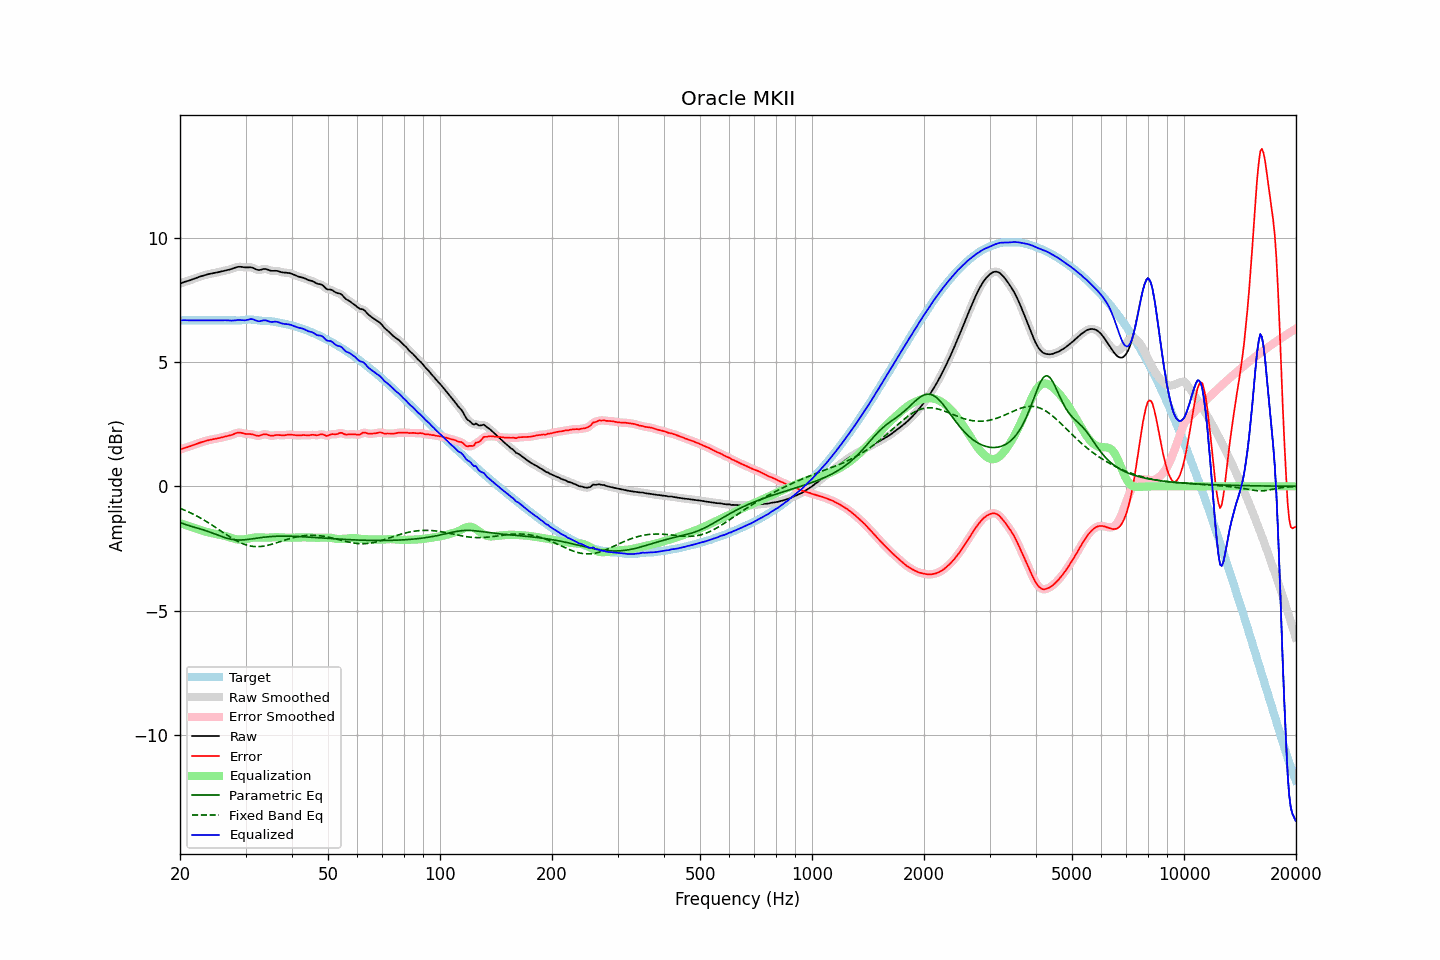 Oracle MKII
Amplitude (dBr)
10
5
0
−5
−10
Target
Raw Smoothed
Error Smoothed
Raw
Error
Equalization
Parametric Eq
Fixed Band Eq
Equalized
20 50 100 200 500 1000 2000 5000 10000 20000
Frequency (Hz)